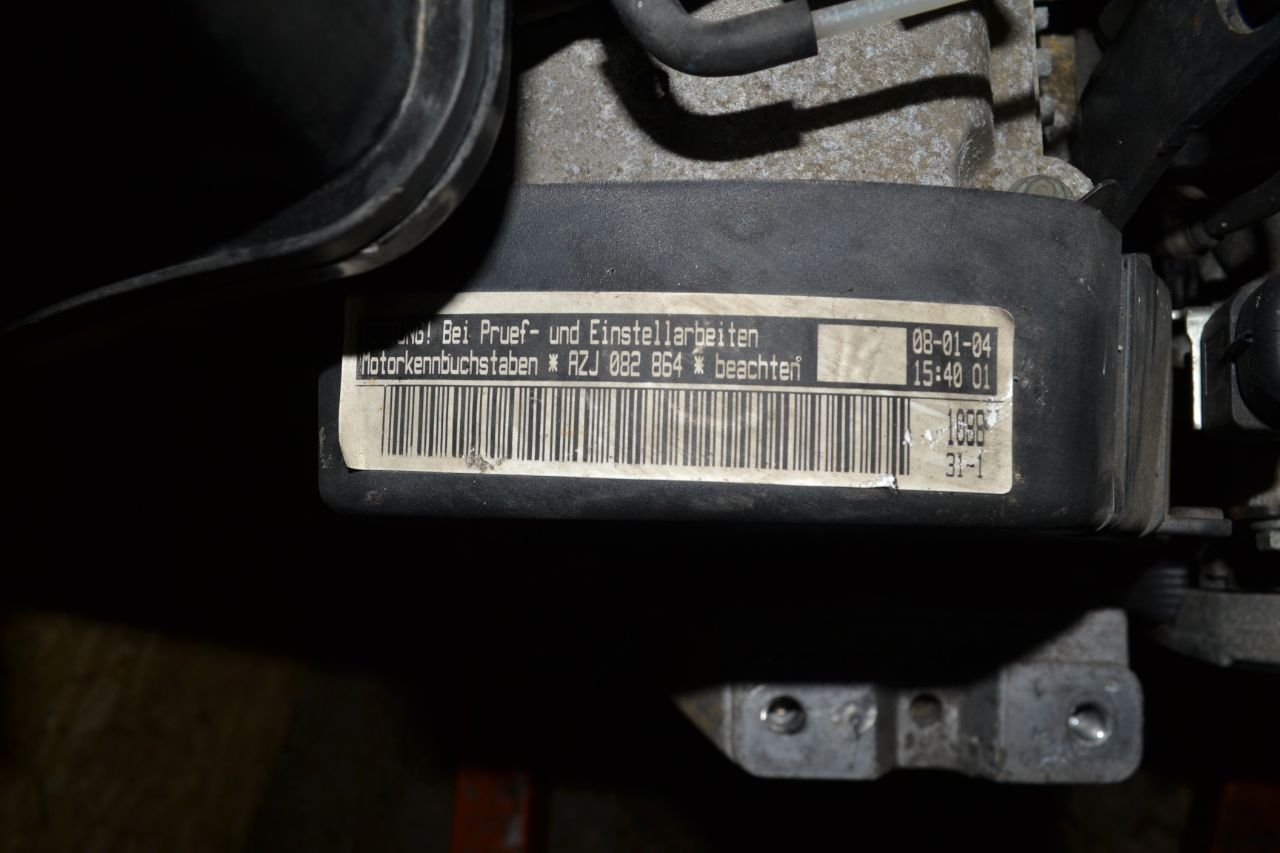 Bei Pruef- und Einstellarbeiten
Motorkennbuchstaben * AZJ 082 864 * beachten
08-01-04
15:40 01
31-1